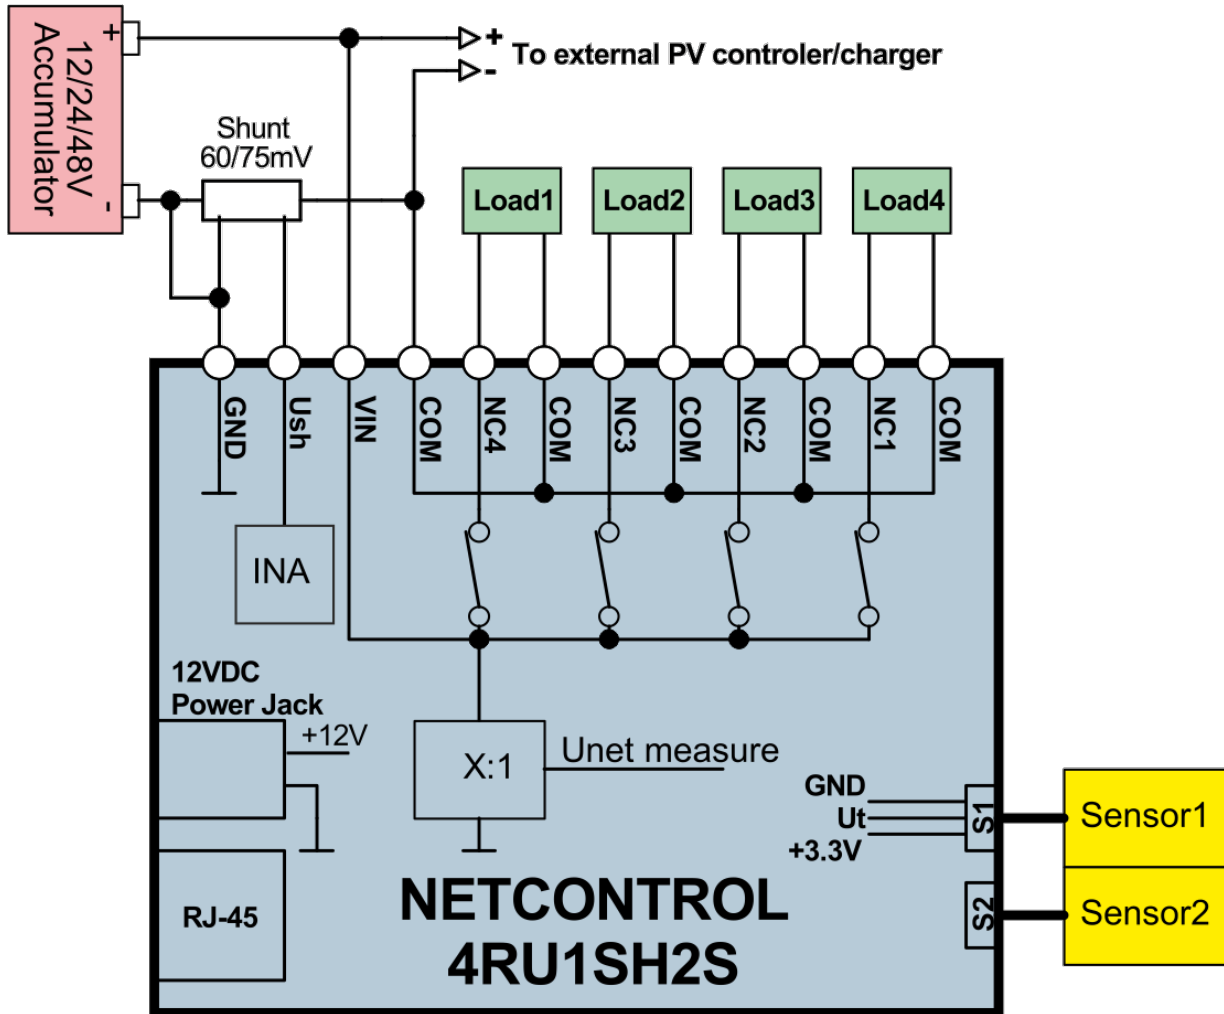 12/24/48V
Accumulator
+
-
+
-
To external PV controler/charger
Shunt
60/75mV
Load1
Load2
Load3
Load4
GND
Ush
VIN
COM
NC4
COM
NC3
COM
NC2
COM
NC1
COM
INA
12VDC
Power Jack
+12V
X:1
Unet measure
GND
Ut
+3.3V
S1
Sensor1
RJ-45
NETCONTROL
4RU1SH2S
S2
Sensor2